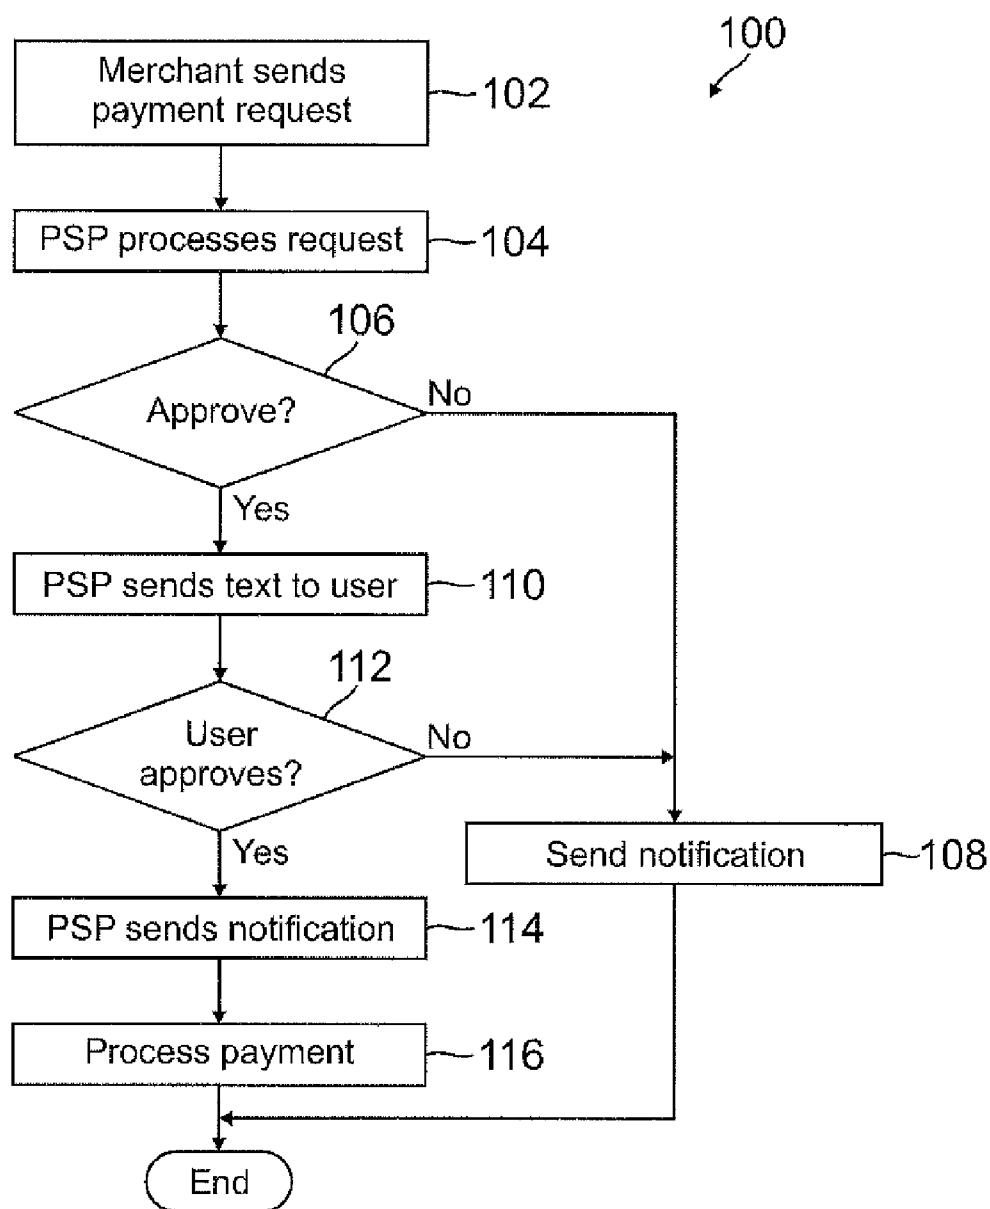 100
Merchant sends
payment request
102
PSP processes request
104
106
Approve?
No
Yes
PSP sends text to user
110
112
User
approves?
No
Yes
Send notification
108
PSP sends notification
114
Process payment
116
End